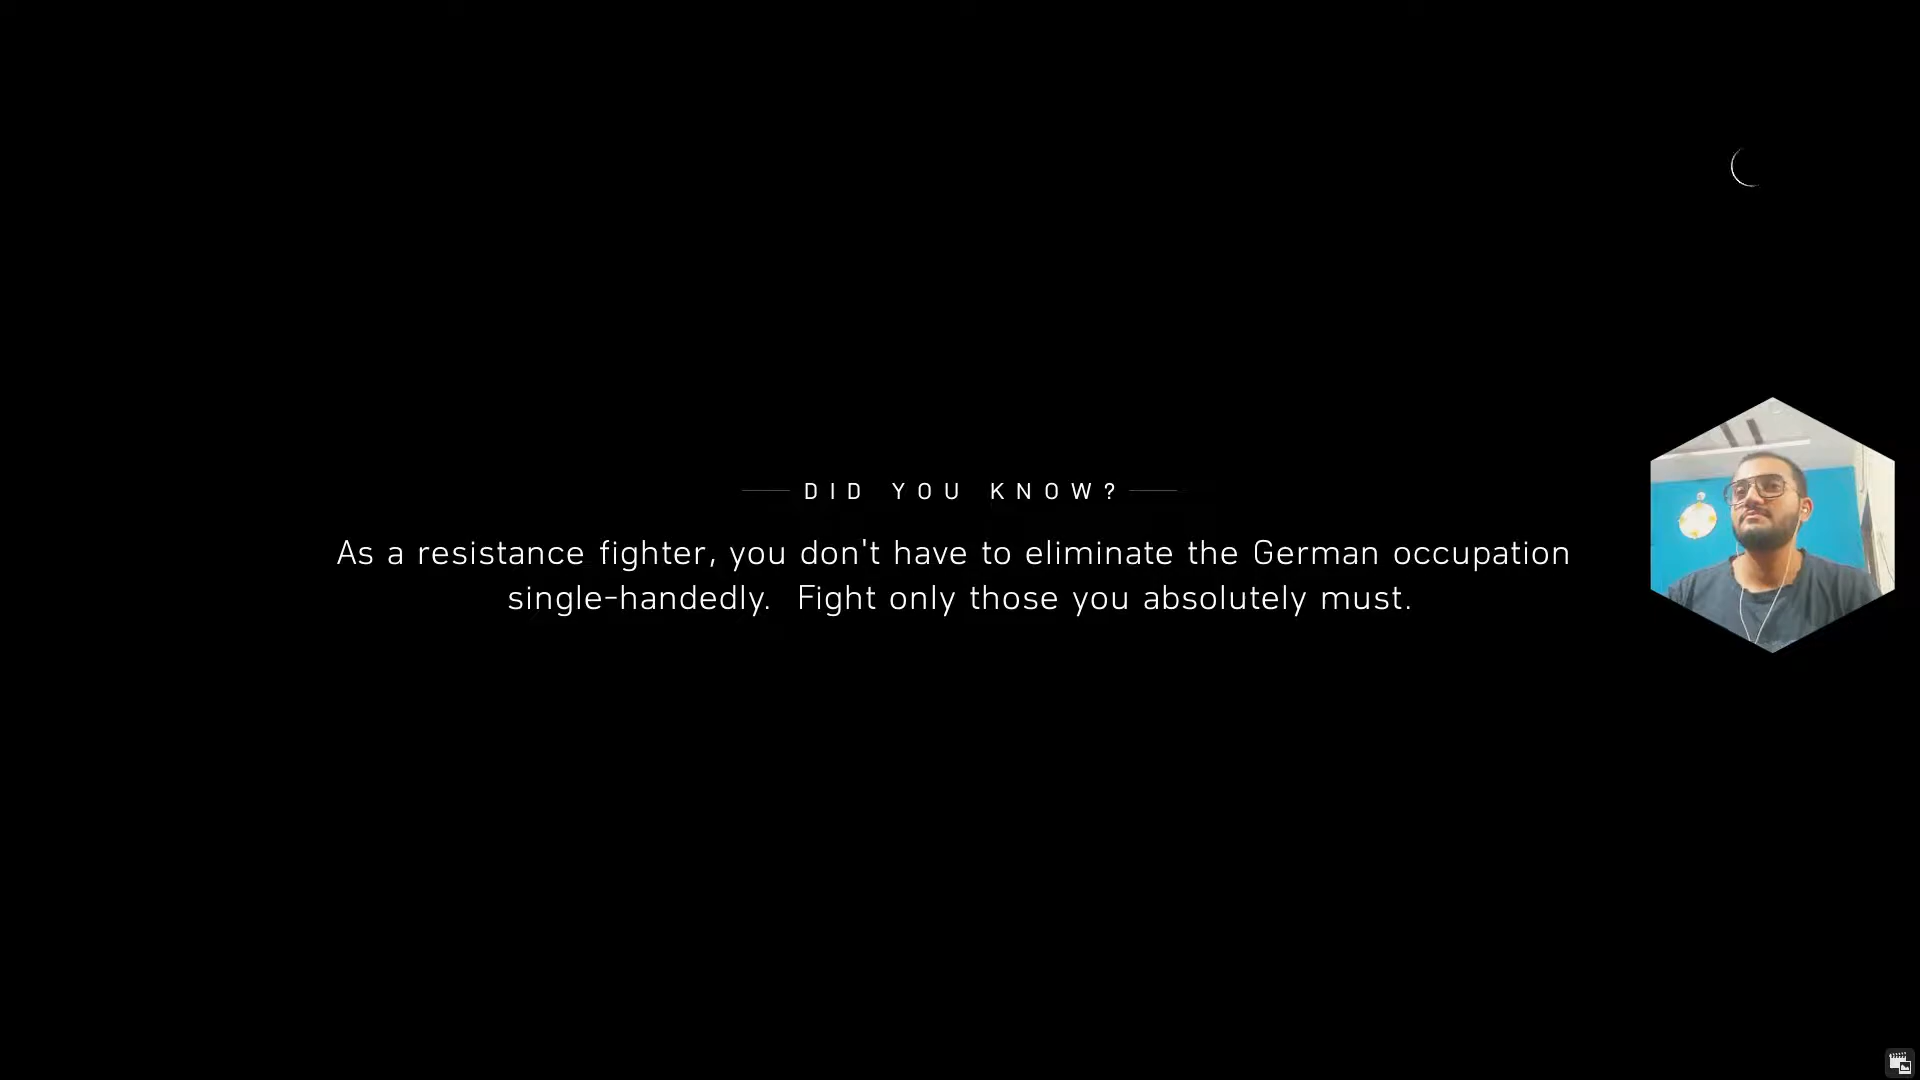 DID YOU KNOW?
As a resistance fighter, you don't have to eliminate the German occupation
single-handedly.  Fight only those you absolutely must.